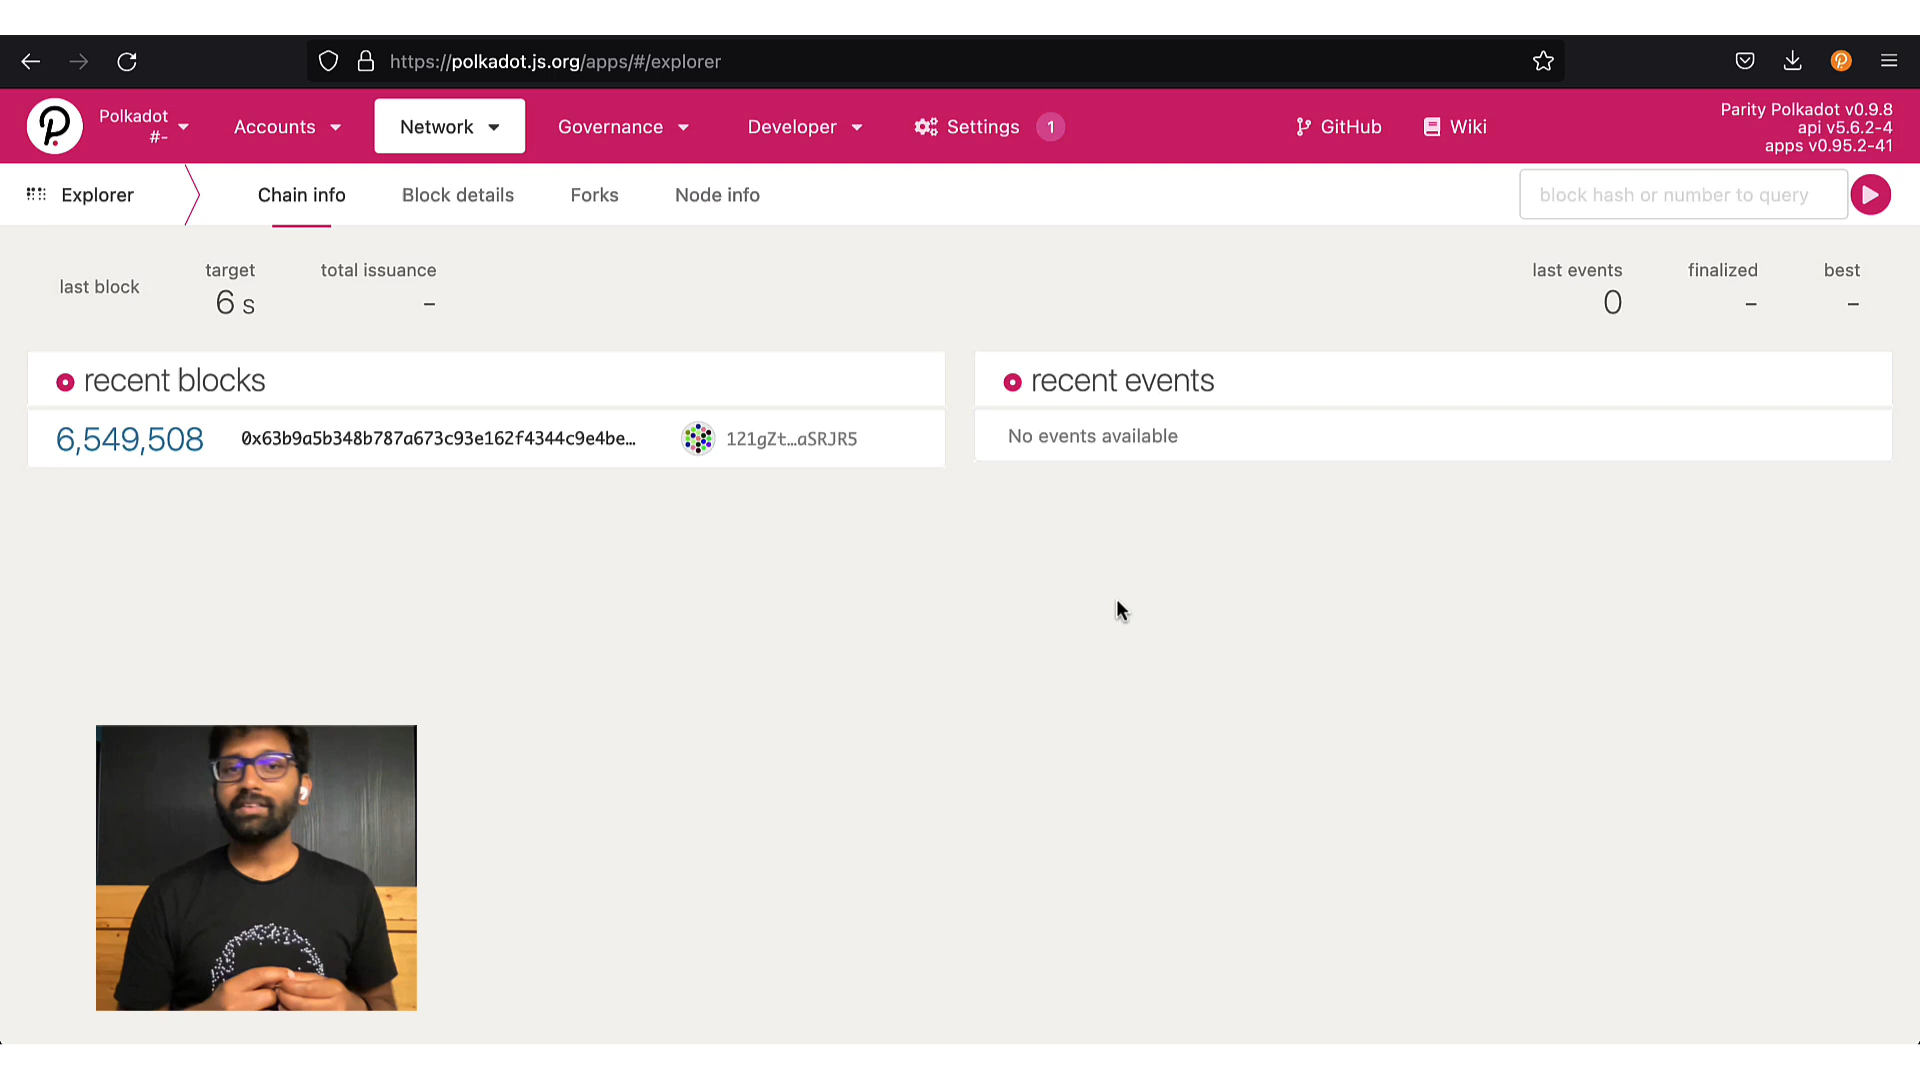 https://polkadot.js.org/apps/#/explorer
Polkadot
#-
Accounts
Network
Governance
Developer
Settings
1
GitHub
Wiki
Parity Polkadot v0.9.8
api v5.6.2-4
apps v0.95.2-41
Explorer
Chain info
Block details
Forks
Node info
block hash or number to query
last block
target
6 s
total issuance
-
last events
0
finalized
-
best
-
recent blocks
6,549,508 0x63b9a5b348b787a673c93e162f4344c9e4be… 121gZt…aSRJR5
recent events
No events available